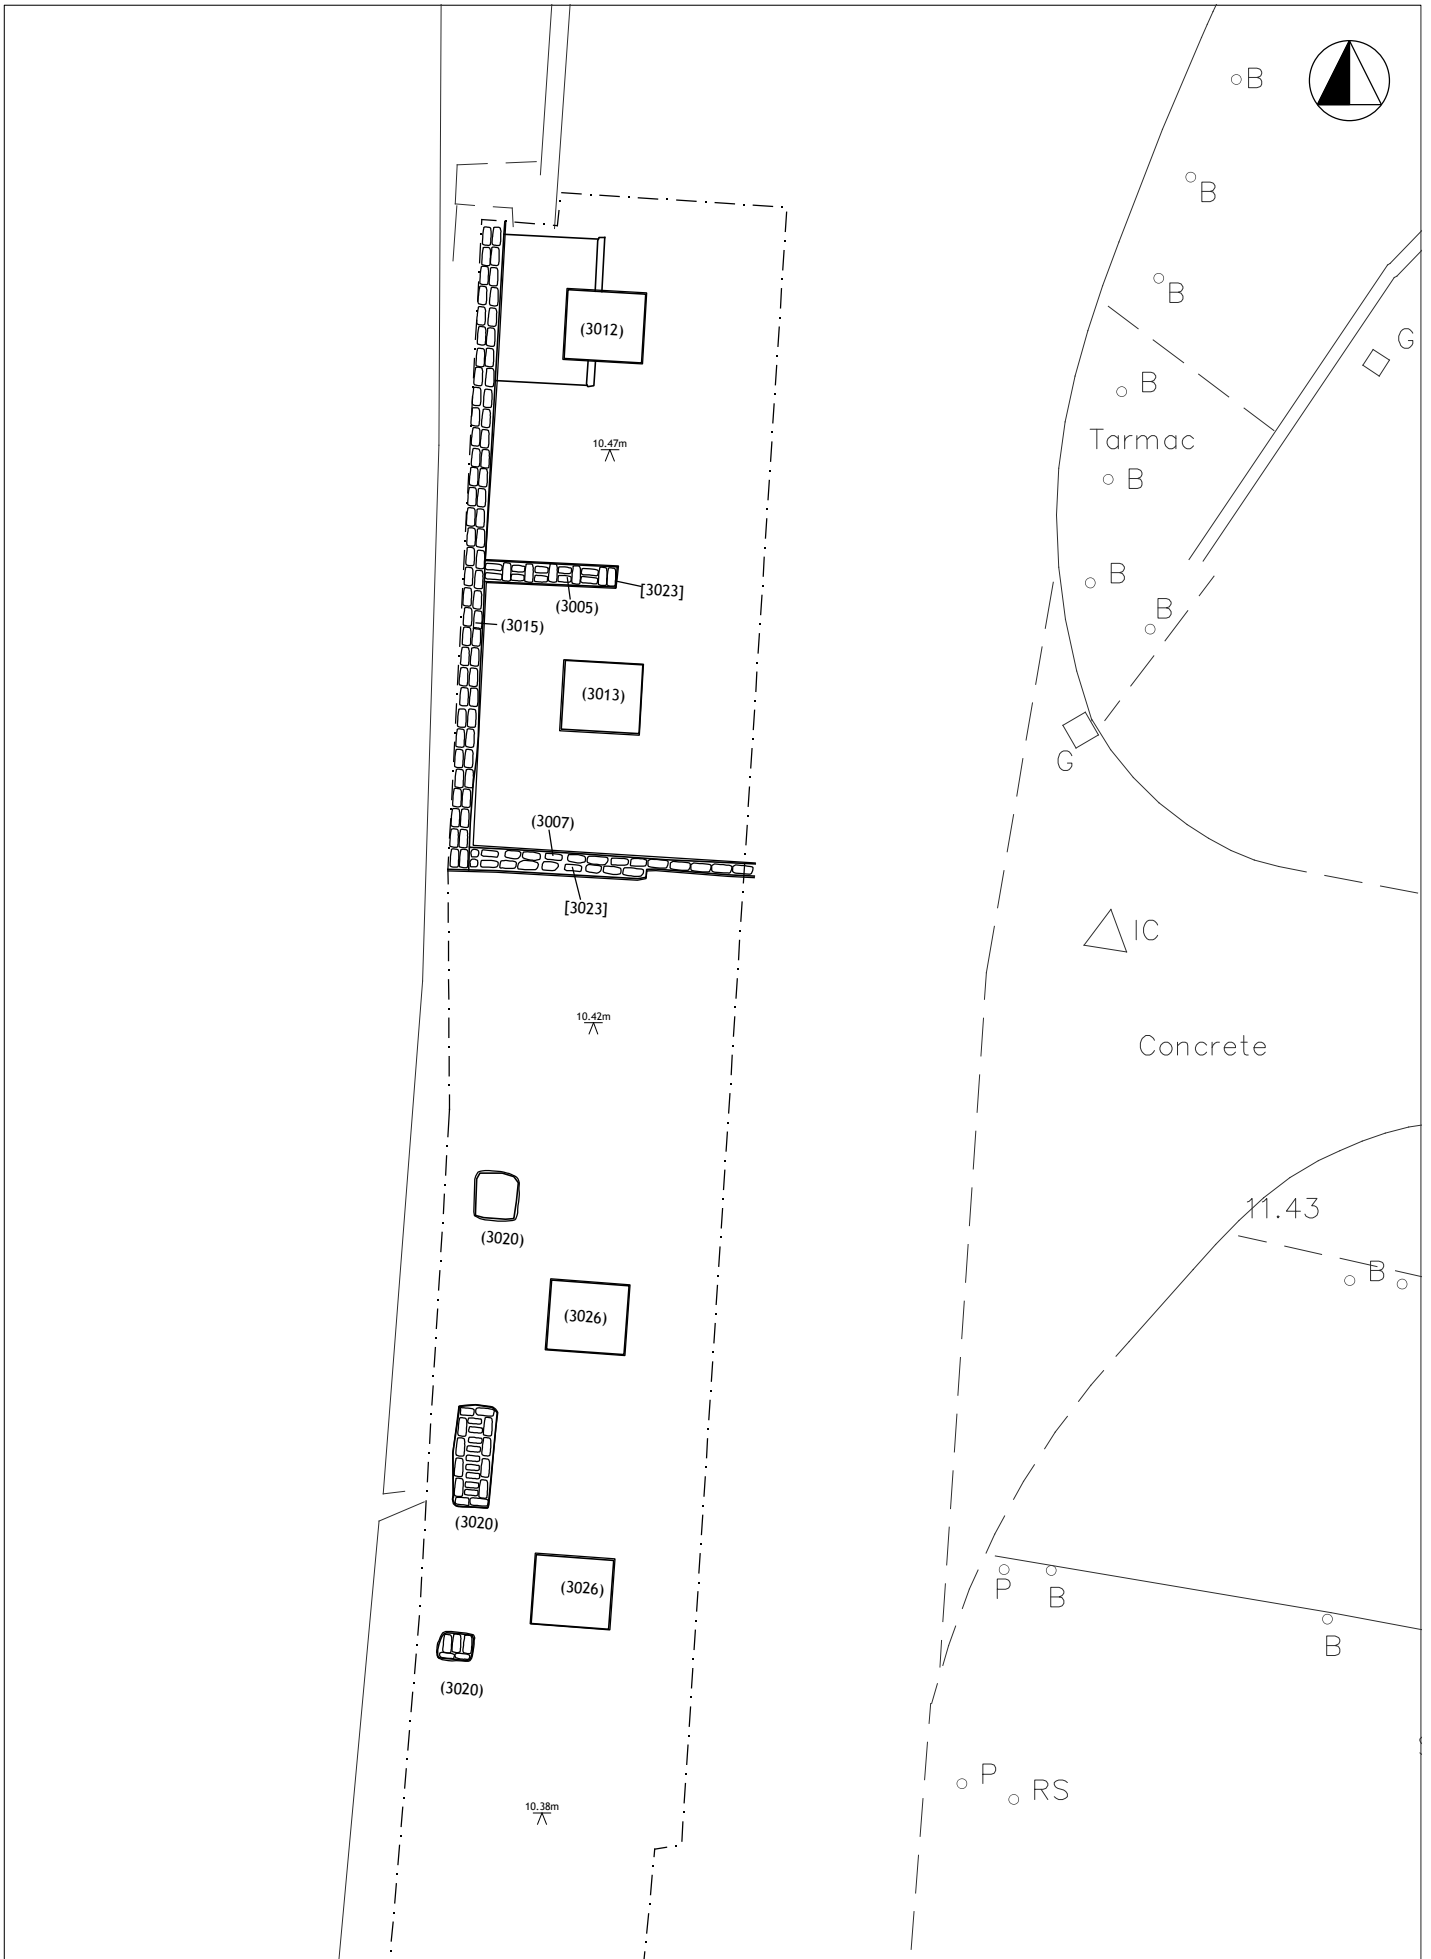 B
B
B
G
(3012)
B
Tarmac
10.47m
B
B
[3023]
(3005)
B
(3015)
(3013)
G
(3007)
[3023]
IC
10.42m
Concrete
11.43
(3020)
B
(3026)
(3020)
(3026)
P
B
B
(3020)
P
RS
10.38m